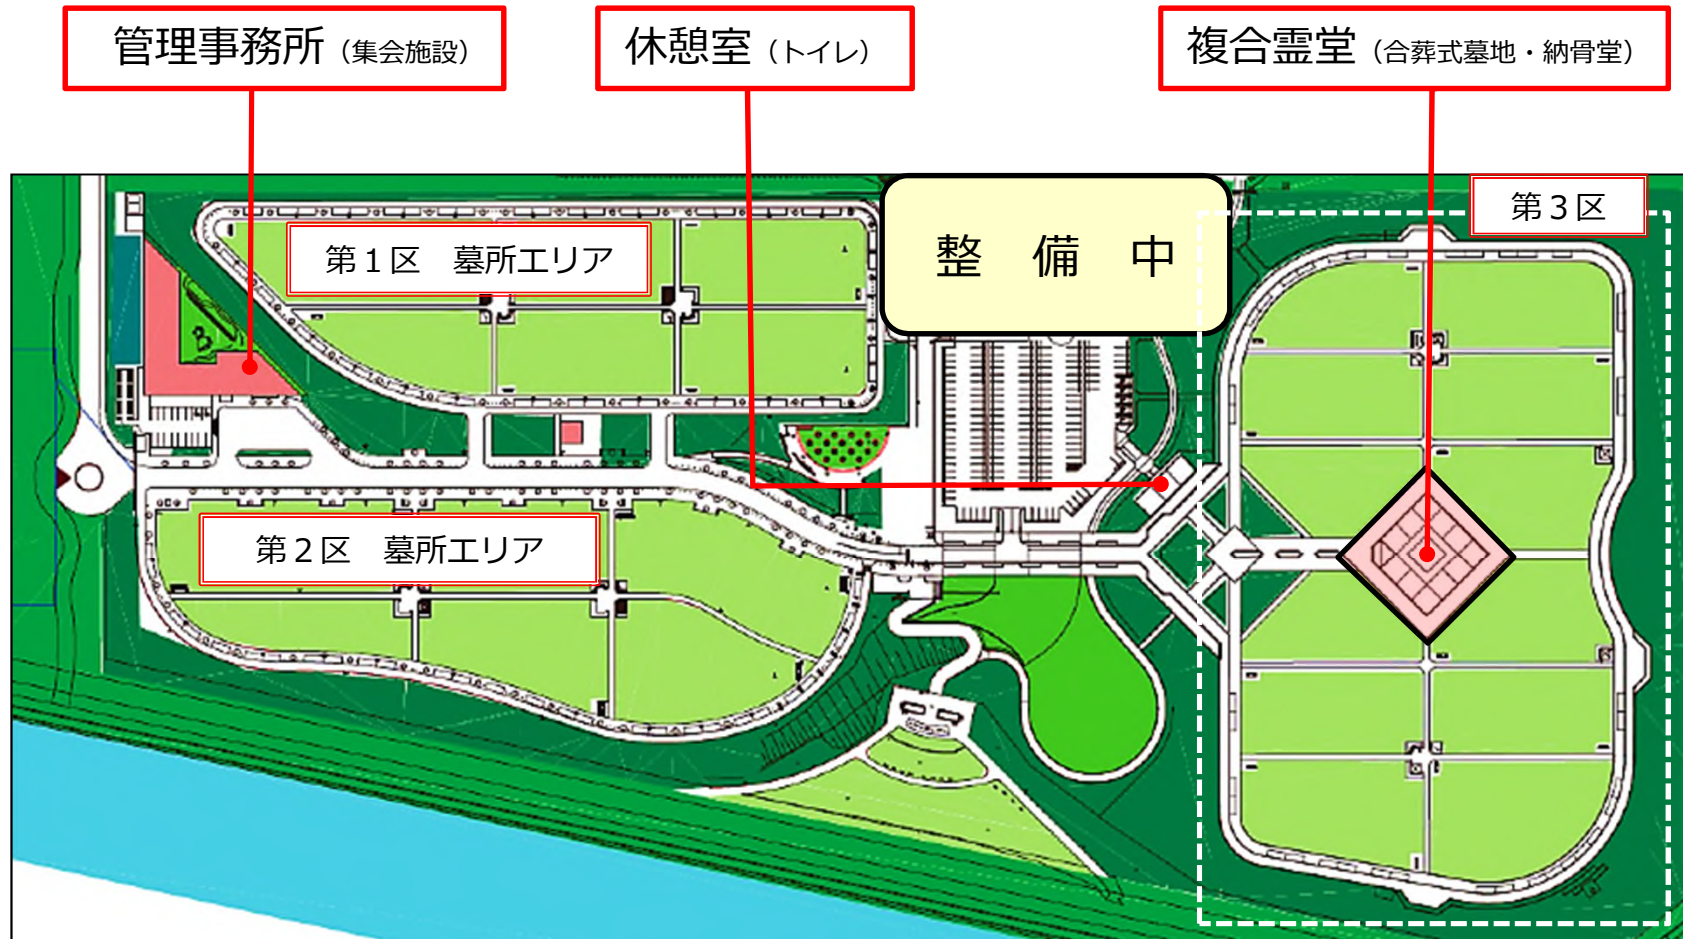 管理事務所（集会施設）
休憩室（トイレ）
複合霊堂（合葬式墓地・納骨堂）
第３区
第１区　墓所エリア
整　備　中
第２区　墓所エリア